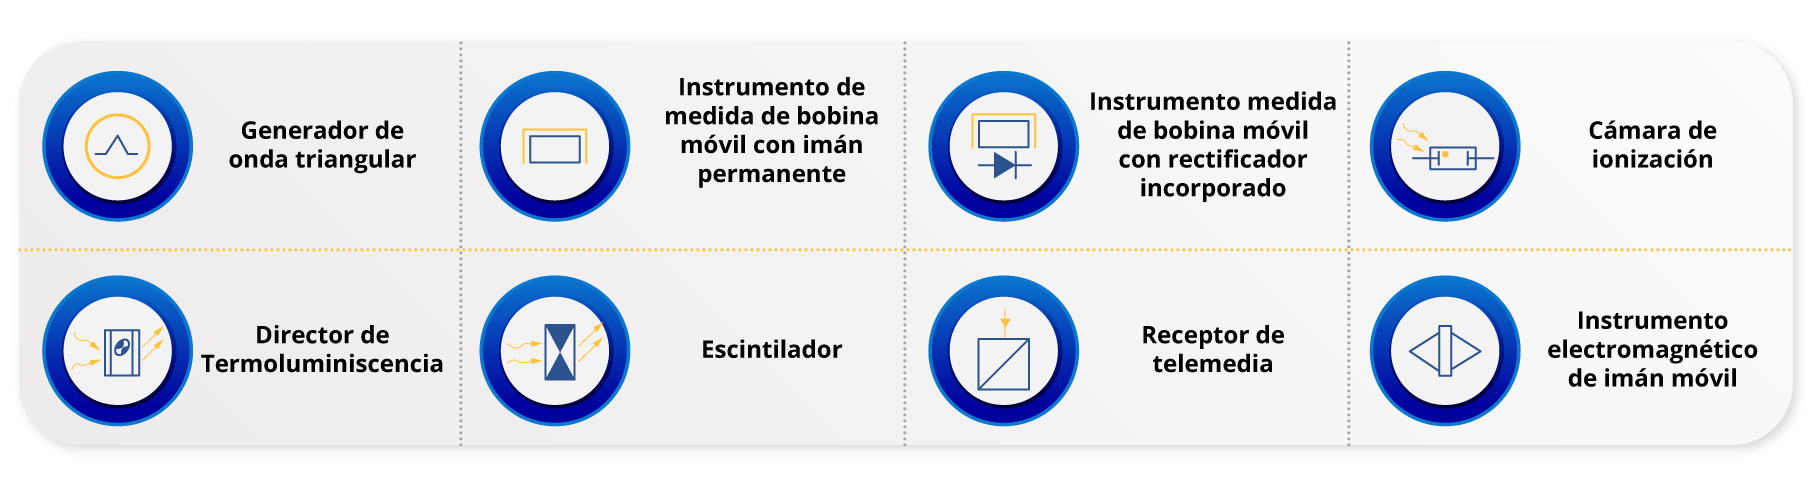 Generador de
onda triangular
Instrumento de
medida de bobina
móvil con imán
permanente
Instrumento medida
de bobina móvil
con rectificador
incorporado
Cámara de
ionización
Director de
Termoluminiscencia
Escintilador
Receptor de
telemedia
Instrumento
electromagnético
de imán móvil